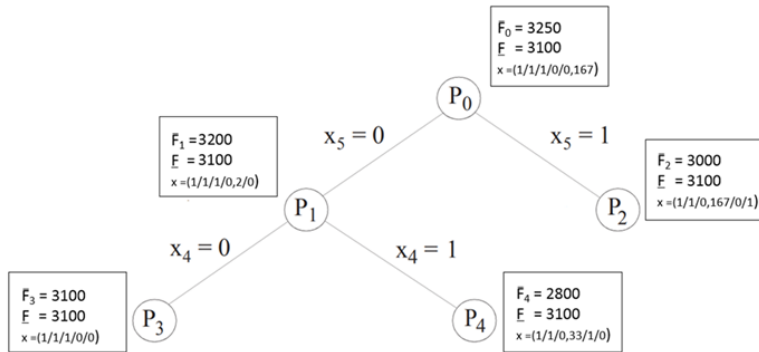 F̄₀ = 3250
F̲ = 3100
x =(1/1/1/0/0,167)
P₀
x₅ = 0
x₅ = 1
F̄₁ = 3200
F̲ = 3100
x =(1/1/1/0,2/0)
F̄₂ = 3000
F̲ = 3100
x =(1/1/0,167/0/1)
P₁
P₂
x₄ = 0
x₄ = 1
F̄₃ = 3100
F̲ = 3100
x =(1/1/1/0/0)
P₃
P₄
F̄₄ = 2800
F̲ = 3100
x =(1/1/0,33/1/0)